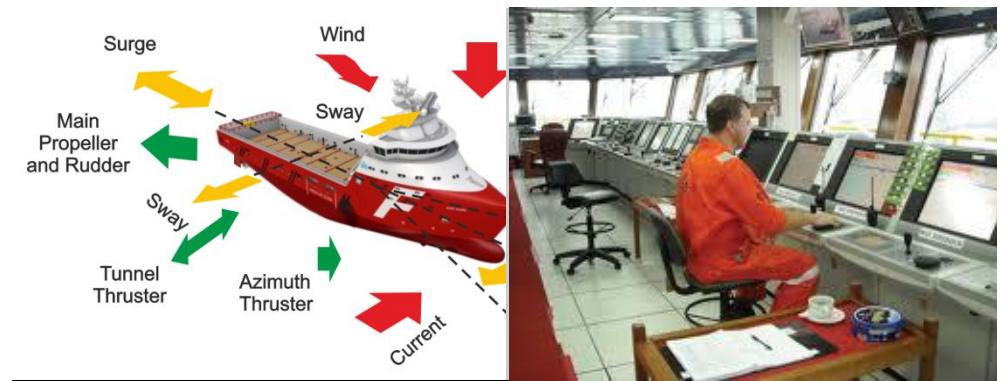 Surge
Wind
Sway
Main
Propeller
and Rudder
Sway
Tunnel
Thruster
Azimuth
Thruster
Current